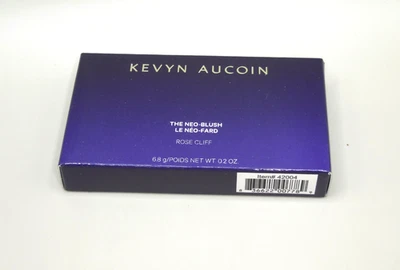 KEVYN AUCOIN
THE NEO-BLUSH
LE NÉO-FARD
ROSE CLIFF
6.8 g/POIDS NET WT 0.2 OZ.
Item# 42004